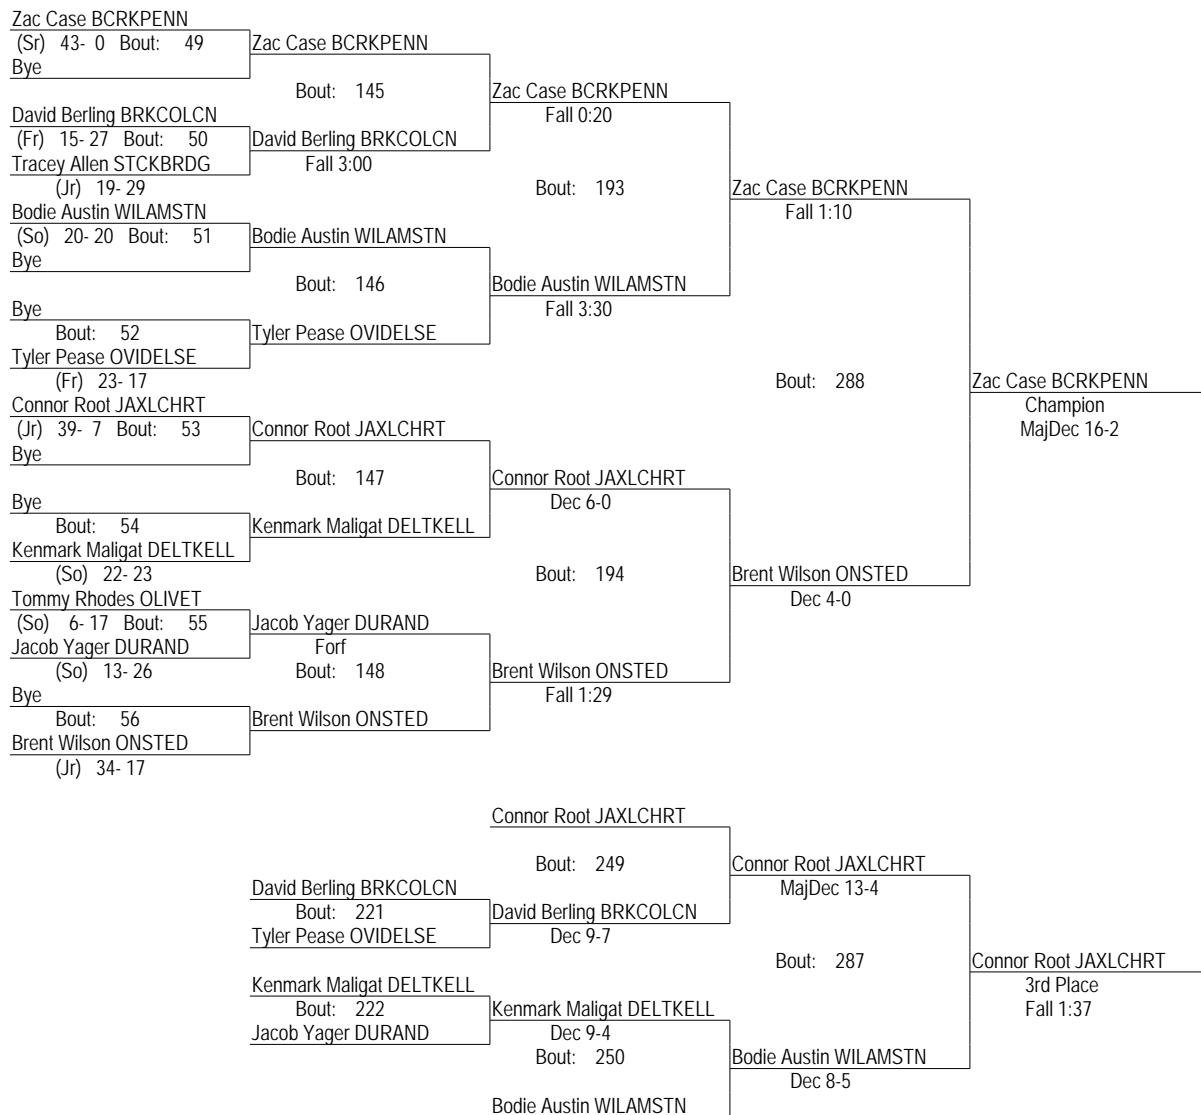 Zac Case BCRKPENN
(Sr) 43- 0 Bout: 49
Bye
Zac Case BCRKPENN
Bout: 145
David Berling BRKCOLCN
(Fr) 15- 27 Bout: 50
Tracey Allen STCKBRDG
(Jr) 19- 29
David Berling BRKCOLCN
Fall 3:00
Zac Case BCRKPENN
Fall 0:20
Bout: 193
Bodie Austin WILAMSTN
(So) 20- 20 Bout: 51
Bye
Bodie Austin WILAMSTN
Bout: 146
Bye
Bout: 52
Tyler Pease OVIDELSE
(Fr) 23- 17
Tyler Pease OVIDELSE
Bodie Austin WILAMSTN
Fall 3:30
Zac Case BCRKPENN
Fall 1:10
Bout: 288
Connor Root JAXLCHRT
(Jr) 39- 7 Bout: 53
Bye
Connor Root JAXLCHRT
Bout: 147
Bye
Bout: 54
Kenmark Maligat DELTKELL
(So) 22- 23
Kenmark Maligat DELTKELL
Connor Root JAXLCHRT
Dec 6-0
Bout: 194
Tommy Rhodes OLIVET
(So) 6- 17 Bout: 55
Jacob Yager DURAND
(So) 13- 26
Jacob Yager DURAND
Forf
Bout: 148
Bye
Bout: 56
Brent Wilson ONSTED
(Jr) 34- 17
Brent Wilson ONSTED
Brent Wilson ONSTED
Fall 1:29
Brent Wilson ONSTED
Dec 4-0
Zac Case BCRKPENN
Champion
MajDec 16-2
Connor Root JAXLCHRT
Bout: 249
David Berling BRKCOLCN
Bout: 221
Tyler Pease OVIDELSE
David Berling BRKCOLCN
Dec 9-7
Connor Root JAXLCHRT
MajDec 13-4
Bout: 287
Kenmark Maligat DELTKELL
Bout: 222
Jacob Yager DURAND
Kenmark Maligat DELTKELL
Dec 9-4
Bout: 250
Bodie Austin WILAMSTN
Bodie Austin WILAMSTN
Dec 8-5
Connor Root JAXLCHRT
3rd Place
Fall 1:37